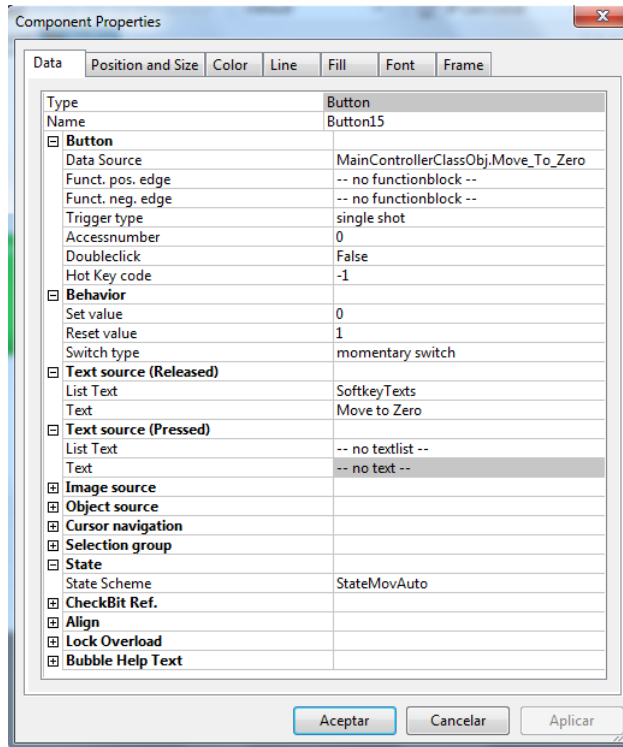 Component Properties
x
Data Position and Size Color Line Fill Font Frame
Type Button
Name Button15
Button
Data Source MainControllerClassObj.Move_To_Zero
Funct. pos. edge -- no functionblock --
Funct. neg. edge -- no functionblock --
Trigger type single shot
Accessnumber 0
Doubleclick False
Hot Key code -1
Behavior
Set value 0
Reset value 1
Switch type momentary switch
Text source (Released)
List Text SoftkeyTexts
Text Move to Zero
Text source (Pressed)
List Text -- no textlist --
Text -- no text --
Image source
Object source
Cursor navigation
Selection group
State
State Scheme StateMovAuto
CheckBit Ref.
Align
Lock Overload
Bubble Help Text
Aceptar Cancelar Aplicar